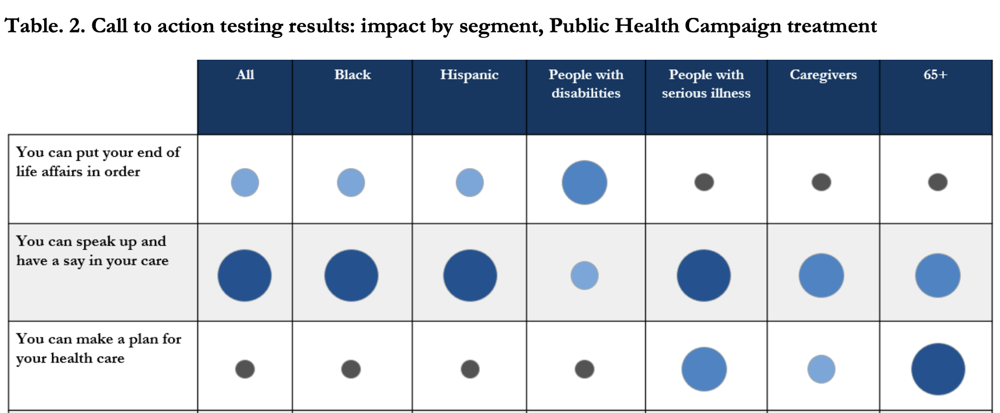 Table. 2. Call to action testing results: impact by segment, Public Health Campaign treatment
All
Black
Hispanic
People with
disabilities
People with
serious illness
Caregivers
65+
You can put your end of
life affairs in order
You can speak up and
have a say in your care
You can make a plan for
your health care